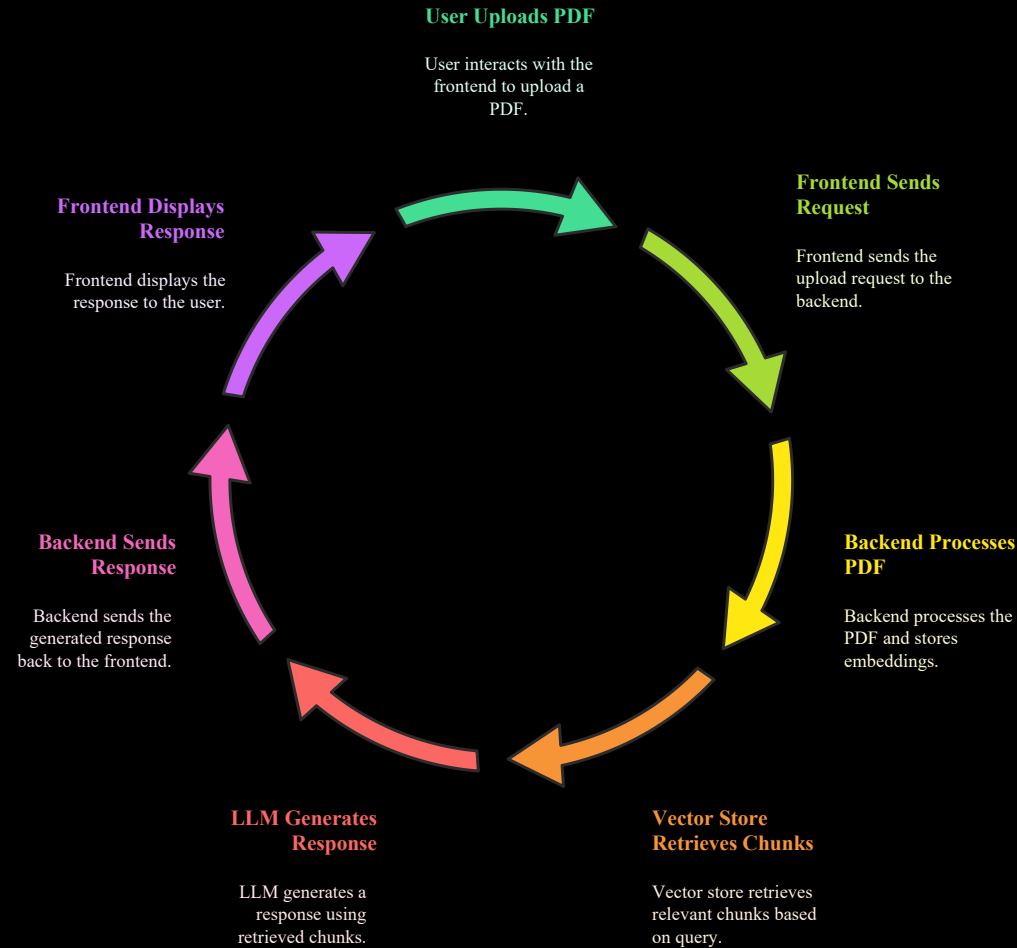 User Uploads PDF
User interacts with the
frontend to upload a
PDF.
Frontend Sends
Request
Frontend sends the
upload request to the
backend.
Backend Processes
PDF
Backend processes the
PDF and stores
embeddings.
Vector Store
Retrieves Chunks
Vector store retrieves
relevant chunks based
on query.
LLM Generates
Response
LLM generates a
response using
retrieved chunks.
Backend Sends
Response
Backend sends the
generated response
back to the frontend.
Frontend Displays
Response
Frontend displays the
response to the user.